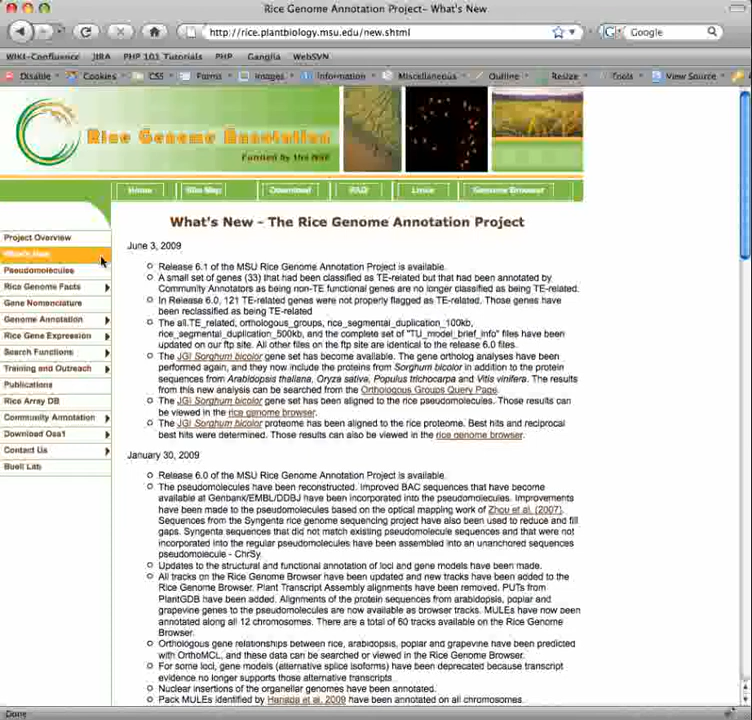 Rice Genome Annotation Project- What's New
http://rice.plantbiology.msu.edu/new.shtml
Google
WIKI-Confluence JIRA PHP 101 Tutorials PHP Ganglia WebSVN
Disable Cookies CSS Forms Images Information Miscellaneous Outline Resize Tools View Source
Rice Genome Annotation
Funded by the NSF
Home Site Map Download FAQ Links Genome Browser
Project Overview
What's New
Pseudomolecules
Rice Genome Facts
Gene Nomenclature
Genome Annotation
Rice Gene Expression
Search Functions
Training and Outreach
Publications
Rice Array DB
Community Annotation
Download Osa1
Contact Us
Buell Lab
What's New - The Rice Genome Annotation Project
June 3, 2009
Release 6.1 of the MSU Rice Genome Annotation Project is available.
A small set of genes (33) that had been classified as TE-related but that had been annotated by
Community Annotators as being non-TE functional genes are no longer classified as being TE-related.
In Release 6.0, 121 TE-related genes were not properly flagged as TE-related. Those genes have
been annotated as being TE-related
The all.TE_related, orthologous_groups, rice_segmental_duplication_100kb,
rice_segmental_duplication_500kb, and the complete set of "TU_model_brief_info" files have been
updated on our ftp site. All other files on the ftp site are identical to the release 6.0 files.
The JGI Sorghum bicolor gene set has become available. The gene ortholog analyses have been
performed again, and they now include the proteins from Sorghum bicolor in addition to the protein
sequences from Arabidopsis thaliana, Oryza sativa, Populus trichocarpa and Vitis vinifera. The results
from this new analysis can be searched from the Orthologous Groups Query Page.
The JGI Sorghum bicolor gene set has been aligned to the rice pseudomolecules. Those results can
be viewed in the rice genome browser.
The JGI Sorghum bicolor proteome has been aligned to the rice proteome. Best hits and reciprocal
best hits were determined. Those results can also be viewed in the rice genome browser.
January 30, 2009
Release 6.0 of the MSU Rice Genome Annotation Project is available.
The pseudomolecules have been reconstructed. Improved BAC sequences that have become
available at Genbank/EMBL/DDBJ have been incorporated into the pseudomolecules. Improvements
have been made to the pseudomolecules based on the optical mapping work of Zhou et al. (2007).
Sequences from the Syngenta rice genome sequencing project have also been used to reduce and fill
gaps. Syngenta sequences that did not match existing pseudomolecule sequences and that were not
incorporated into the regular pseudomolecules have been assembled into an unanchored sequences
pseudomolecule - ChrSy.
Updates to the structural and functional annotation of loci and gene models have been made.
All tracks on the Rice Genome Browser have been updated and new tracks have been added to the
Rice Genome Browser. Plant Transcript Assembly alignments have been removed. PUTs from
PlantGDB have been added. Alignments of the protein sequences from arabidopsis, poplar and
grapevine genes to the pseudomolecules are now available as browser tracks. MULEs have now been
annotated along all 12 chromosomes. There are a total of 60 tracks available on the Rice Genome
Browser.
Orthologous gene relationships between rice, arabidopsis, poplar and grapevine have been predicted
with OrthoMCL, and these data can be searched or viewed in the Rice Genome Browser.
For some loci, gene models (alternative splice isoforms) have been deprecated because transcript
evidence no longer supports those alternative transcripts.
Nuclear insertions of the organellar genomes have been annotated.
Pack MULEs identified by Hanada et al. 2009 have been annotated on all chromosomes.
Done